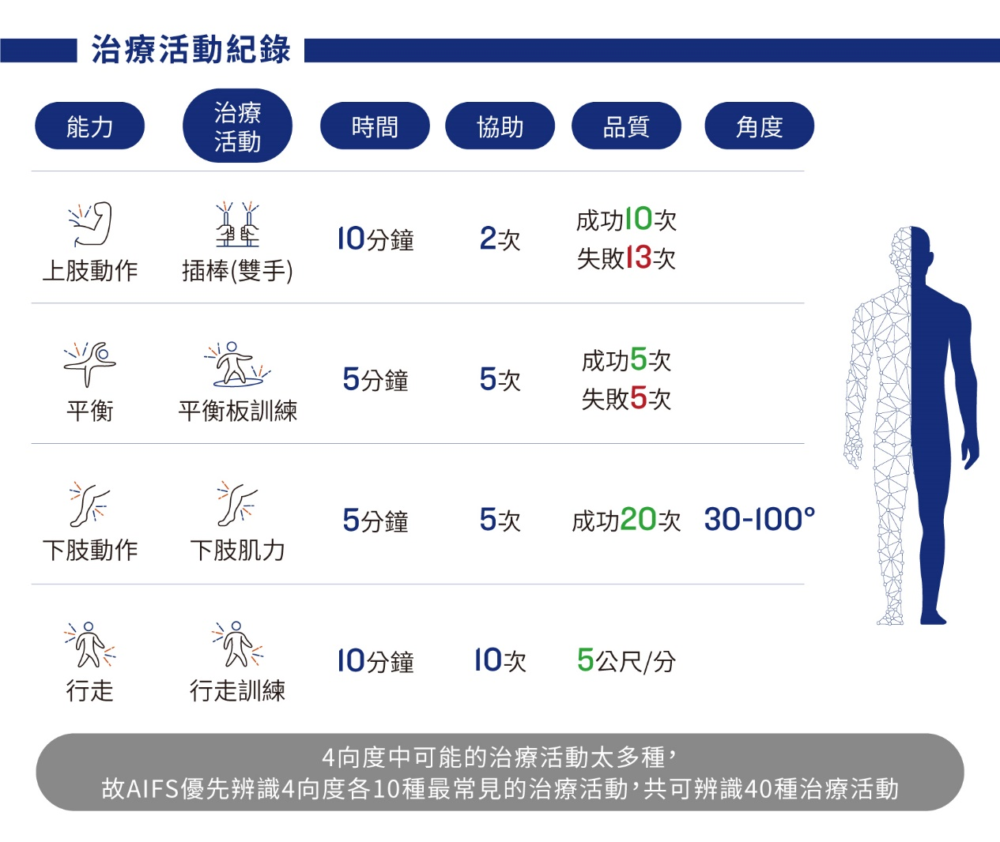 治療活動紀錄
能力
治療
活動
時間
協助
品質
角度
上肢動作
插棒(雙手)
10分鐘
2次
成功10次
失敗13次
平衡
平衡板訓練
5分鐘
5次
成功5次
失敗5次
下肢動作
下肢肌力
5分鐘
5次
成功20次
30-100°
行走
行走訓練
10分鐘
10次
5公尺/分
4向度中可能的治療活動太多種，
故AIFS優先辨識4向度各10種最常見的治療活動，共可辨識40種治療活動